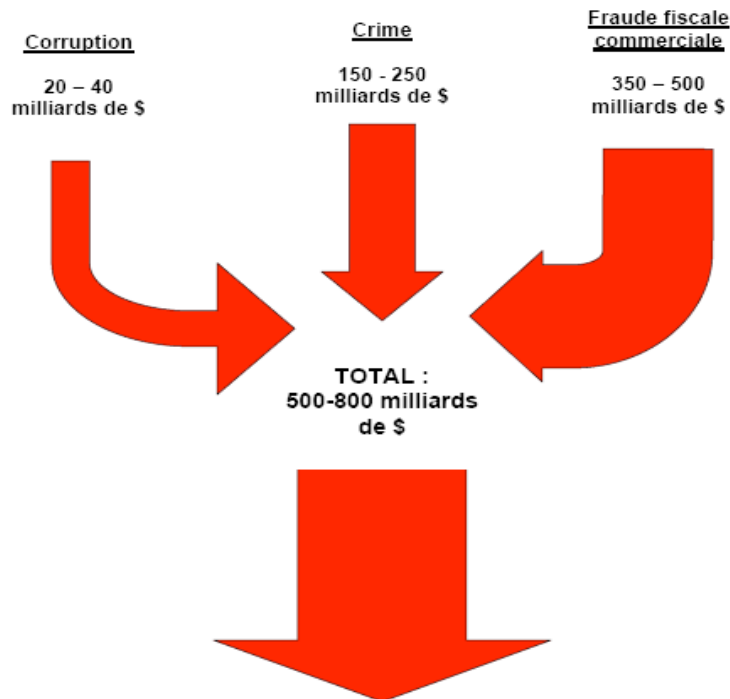 Corruption
20 – 40
milliards de $
Crime
150 - 250
milliards de $
Fraude fiscale
commerciale
350 – 500
milliards de $
TOTAL :
500-800 milliards
de $